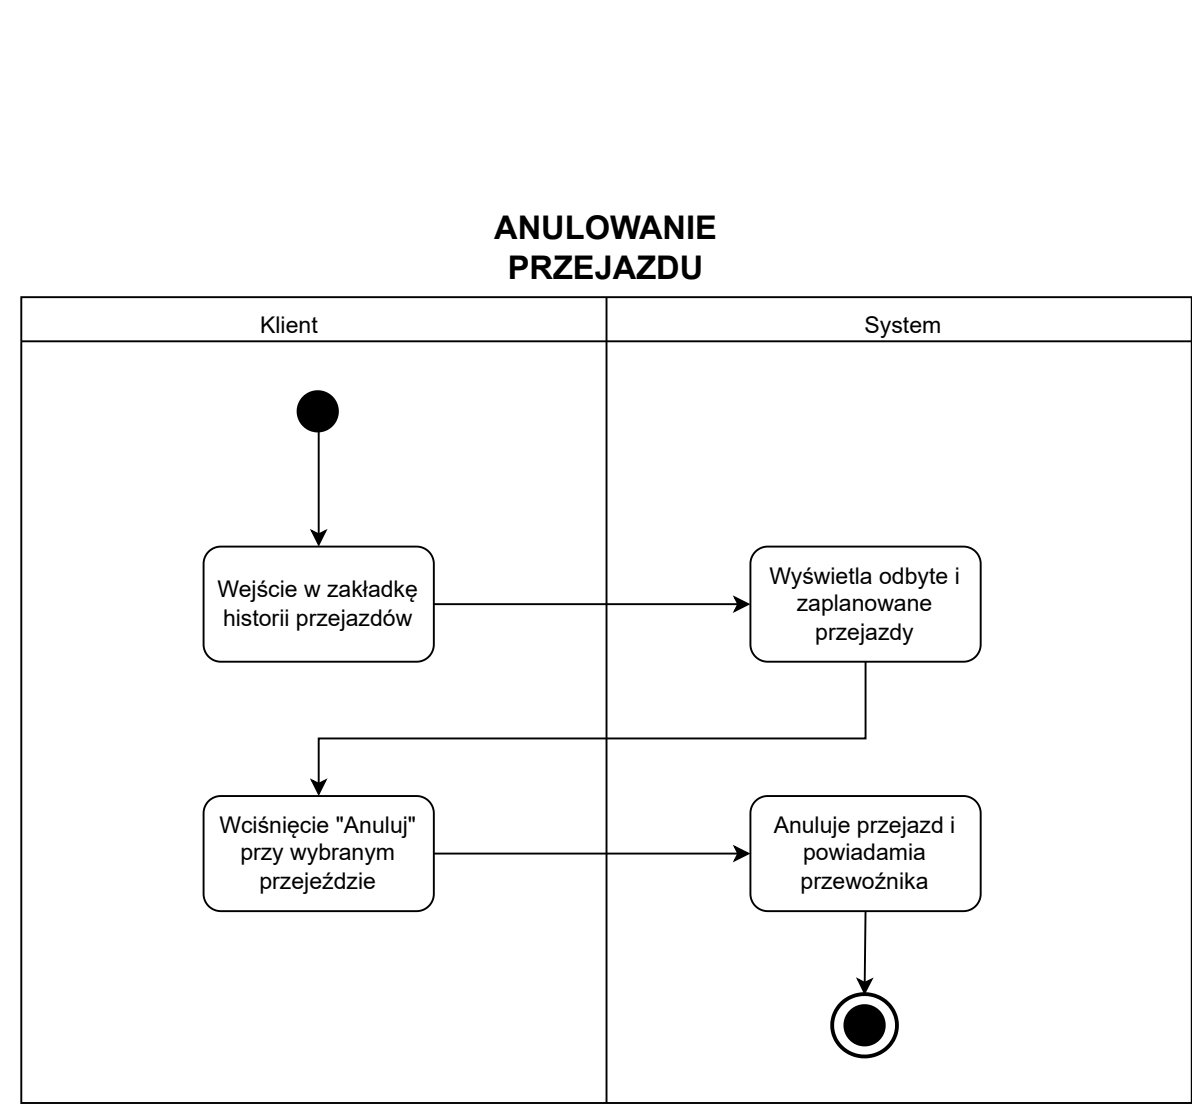 ANULOWANIE
PRZEJAZDU
Klient
System
Wejście w zakładkę
historii przejazdów
Wyświetla odbyte i
zaplanowane
przejazdy
Wciśnięcie "Anuluj"
przy wybranym
przejeździe
Anuluje przejazd i
powiadamia
przewoźnika